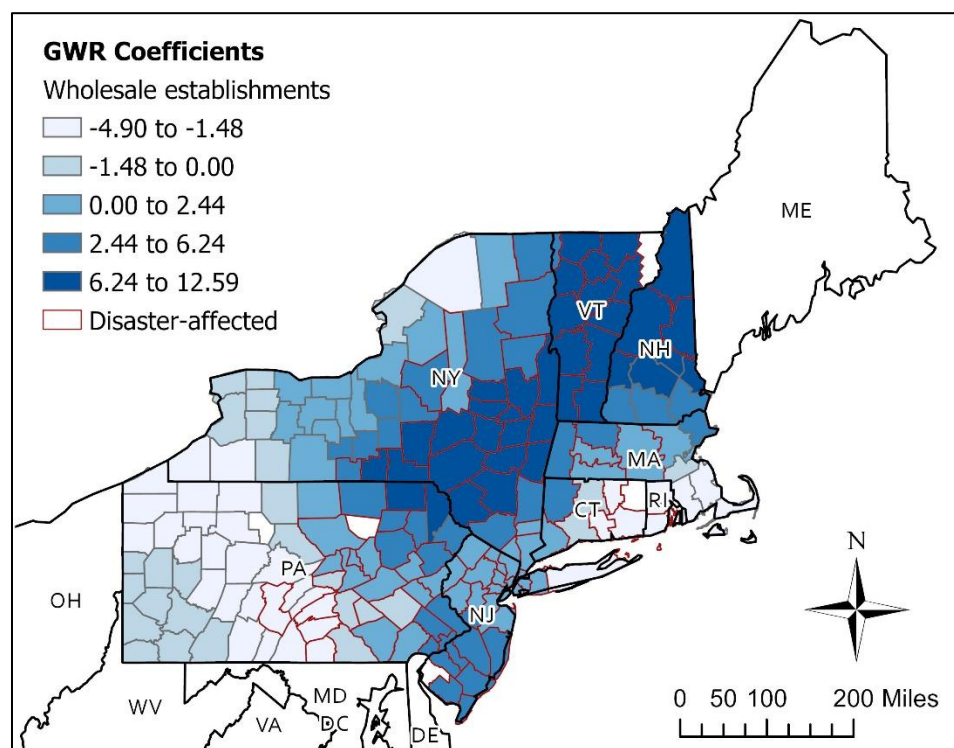 GWR Coefficients
Wholesale establishments
-4.90 to -1.48
-1.48 to 0.00
0.00 to 2.44
2.44 to 6.24
6.24 to 12.59
Disaster-affected
ME
VT
NH
NY
MA
CT
RI
PA
OH
NJ
N
WV
MD
VA
DC
DE
0 50 100 200 Miles